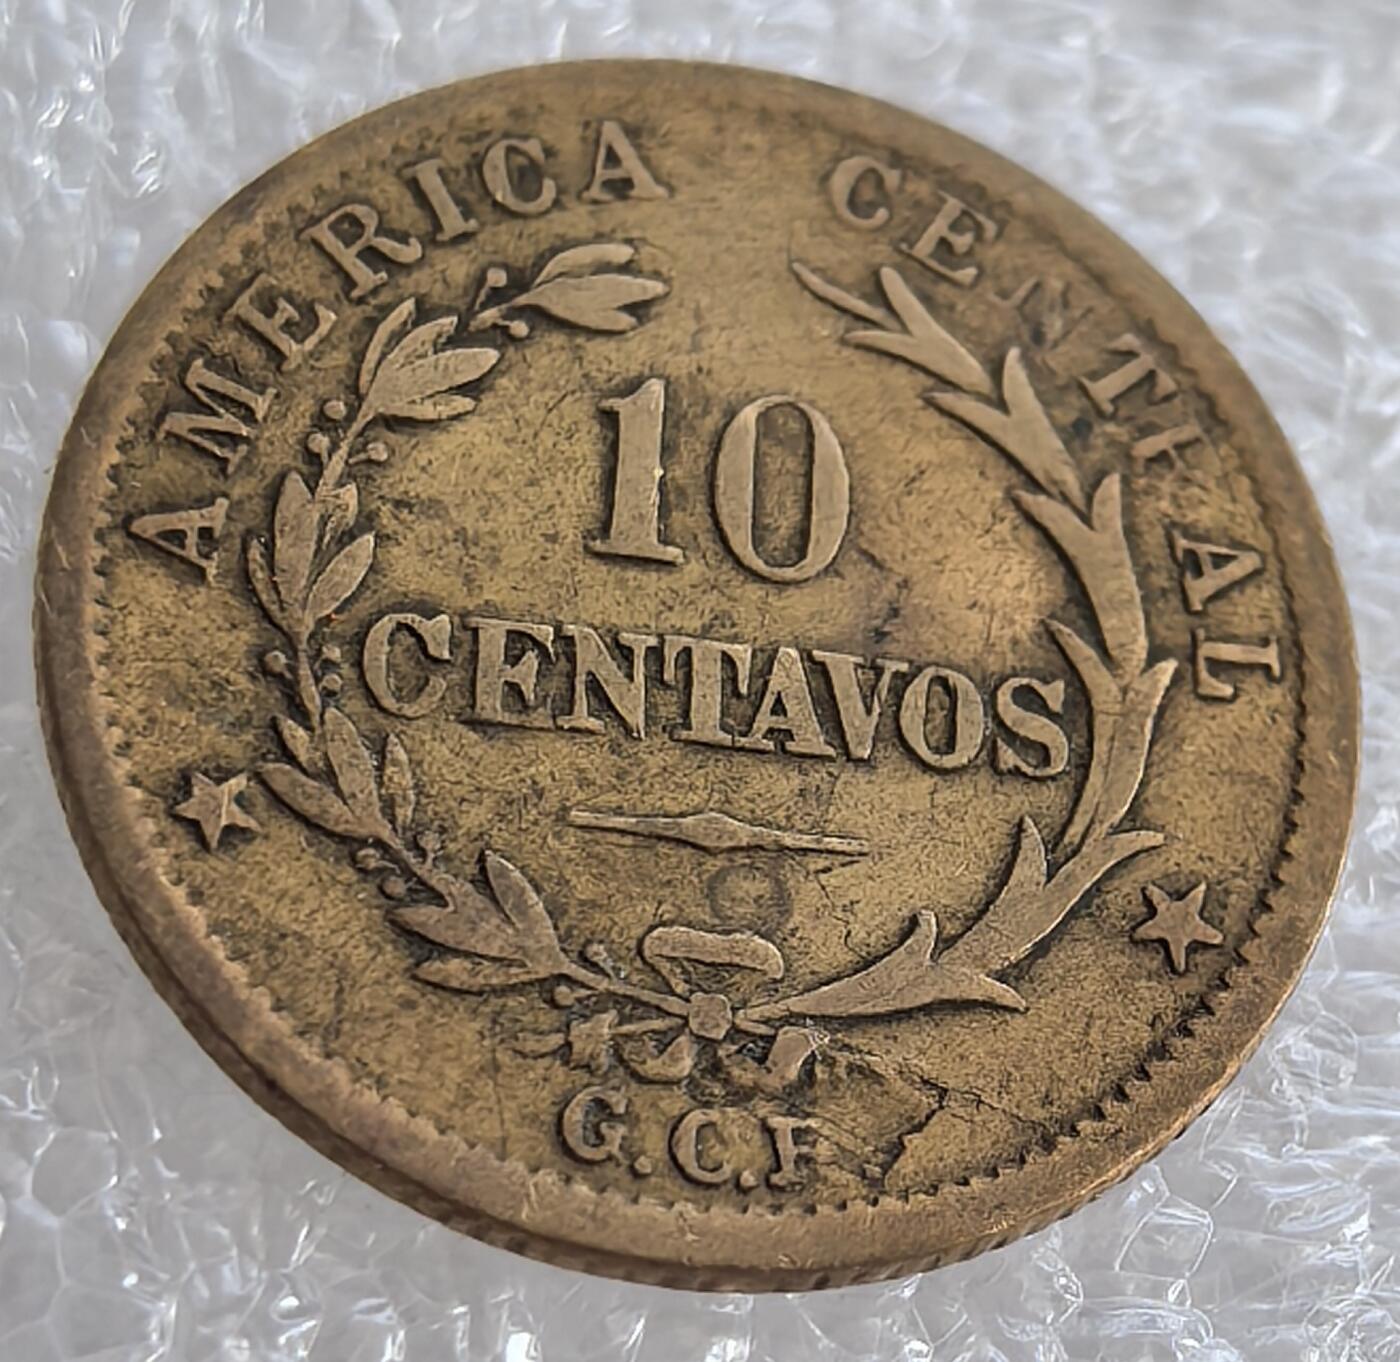 AMERICA CENTRAL
10
CENTAVOS
G.C.R.